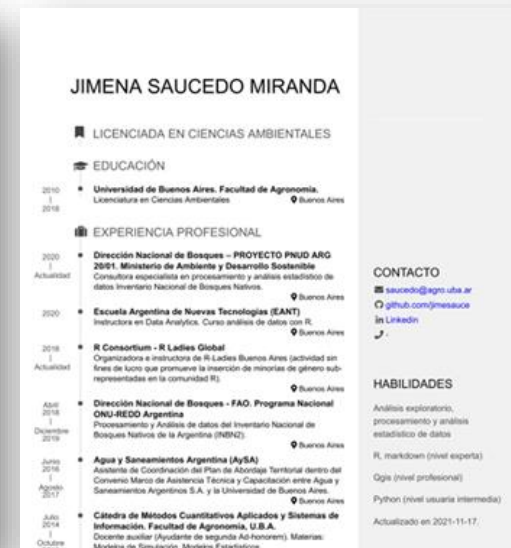 JIMENA SAUCEDO MIRANDA
LICENCIADA EN CIENCIAS AMBIENTALES
EDUCACIÓN
2010
|
2018
Universidad de Buenos Aires. Facultad de Agronomía.
Licenciatura en Ciencias Ambientales
Buenos Aires
EXPERIENCIA PROFESIONAL
2020
|
Actualidad
Dirección Nacional de Bosques – PROYECTO PNUD ARG
20/01. Ministerio de Ambiente y Desarrollo Sostenible
Consultora especialista en procesamiento y análisis estadístico de
datos Inventario Nacional de Bosques Nativos.
Buenos Aires
2020
Escuela Argentina de Nuevas Tecnologías (EANT)
Instructora en Data Analytics. Curso análisis de datos con R.
Buenos Aires
2018
|
Actualidad
R Consortium - R Ladies Global
Organizadora e instructora de R-Ladies Buenos Aires (actividad sin
fines de lucro que promueve la inserción de minorías de género sub-
representadas en la comunidad R).
Buenos Aires
Abril
2018
|
Diciembre
2019
Dirección Nacional de Bosques - FAO. Programa Nacional
ONU-REDD Argentina
Procesamiento y Análisis de datos del Inventario Nacional de
Bosques Nativos de la Argentina (INBN2).
Buenos Aires
Junio
2016
|
Agosto
2017
Agua y Saneamientos Argentina (AySA)
Asistente de Coordinación del Plan de Abordaje Territorial dentro del
Convenio Marco de Asistencia Técnica y Capacitación entre Agua y
Saneamientos Argentinos S.A. y la Universidad de Buenos Aires.
Buenos Aires
Julio
2014
|
Octubre
Cátedra de Métodos Cuantitativos Aplicados y Sistemas de
Información. Facultad de Agronomía, U.B.A.
Docente auxiliar (Ayudante de segunda Ad-honorem). Materias:
Modelos de Simulación, Modelos Estadísticos
CONTACTO
saucedo@agro.uba.ar
github.com/jimesauce
in Linkedin
-
HABILIDADES
Análisis exploratorio,
procesamiento y análisis
estadístico de datos
R, markdown (nivel experta)
Qgis (nivel profesional)
Python (nivel usuaria intermedia)
Actualizado en 2021-11-17.